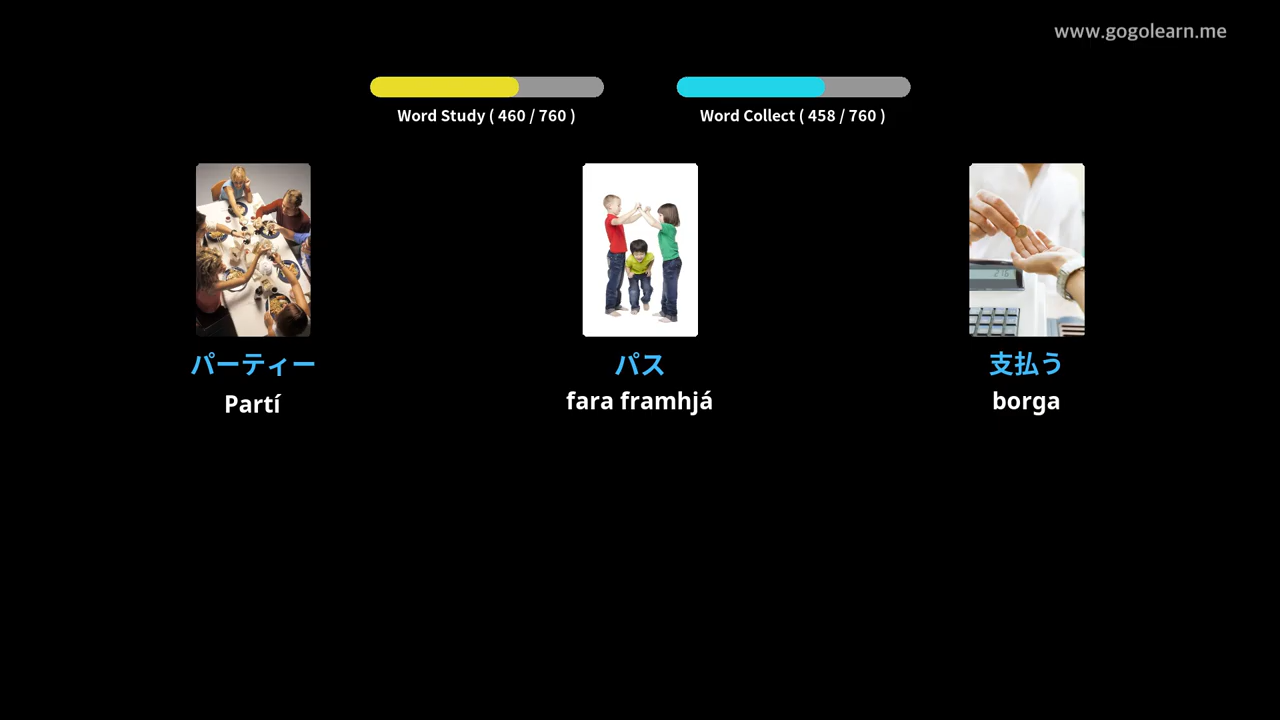 www.gogolearn.me
Word Study ( 460 / 760 )
Word Collect ( 458 / 760 )
パーティー
Partí
パス
fara framhjá
支払う
borga